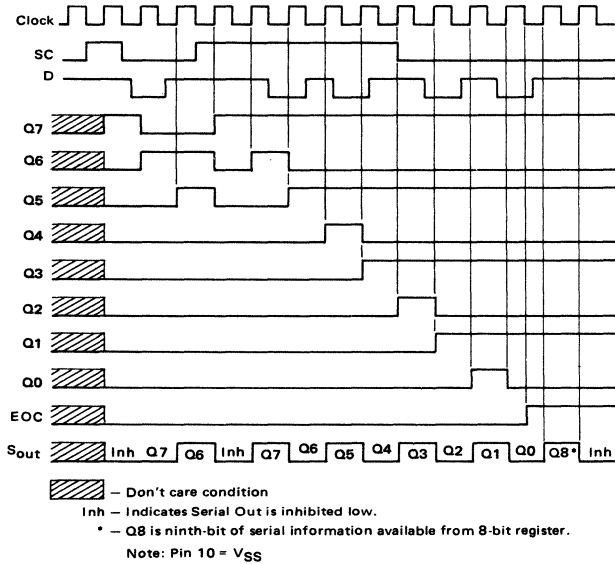 Clock
SC
D
Q7
Q6
Q5
Q4
Q3
Q2
Q1
Q0
EOC
Sout Inh Q7 Q6 Inh Q7 Q6 Q5 Q4 Q3 Q2 Q1 Q0 Q8* Inh
– Don't care condition
Inh – Indicates Serial Out is inhibited low.
* – Q8 is ninth-bit of serial information available from 8-bit register.
Note: Pin 10 = VSS